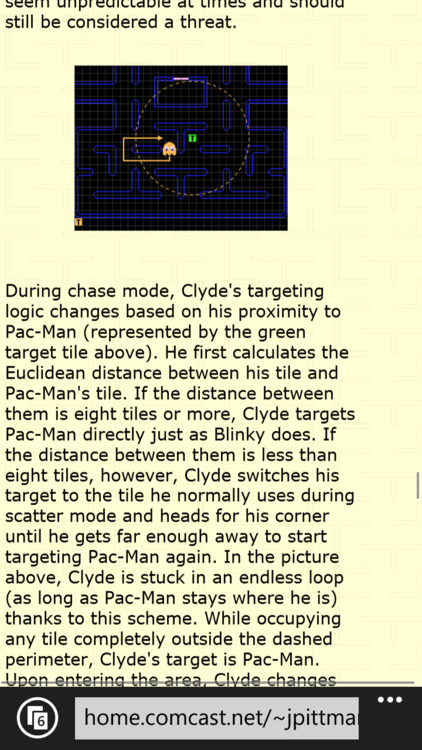 seem unpredictable at times and should
still be considered a threat.
T
T
During chase mode, Clyde's targeting
logic changes based on his proximity to
Pac-Man (represented by the green
target tile above). He first calculates the
Euclidean distance between his tile and
Pac-Man's tile. If the distance between
them is eight tiles or more, Clyde targets
Pac-Man directly just as Blinky does. If
the distance between them is less than
eight tiles, however, Clyde switches his
target to the tile he normally uses during
scatter mode and heads for his corner
until he gets far enough away to start
targeting Pac-Man again. In the picture
above, Clyde is stuck in an endless loop
(as long as Pac-Man stays where he is)
thanks to this scheme. While occupying
any tile completely outside the dashed
perimeter, Clyde's target is Pac-Man.
Upon entering the area, Clyde changes
6
home.comcast.net/~jpittma